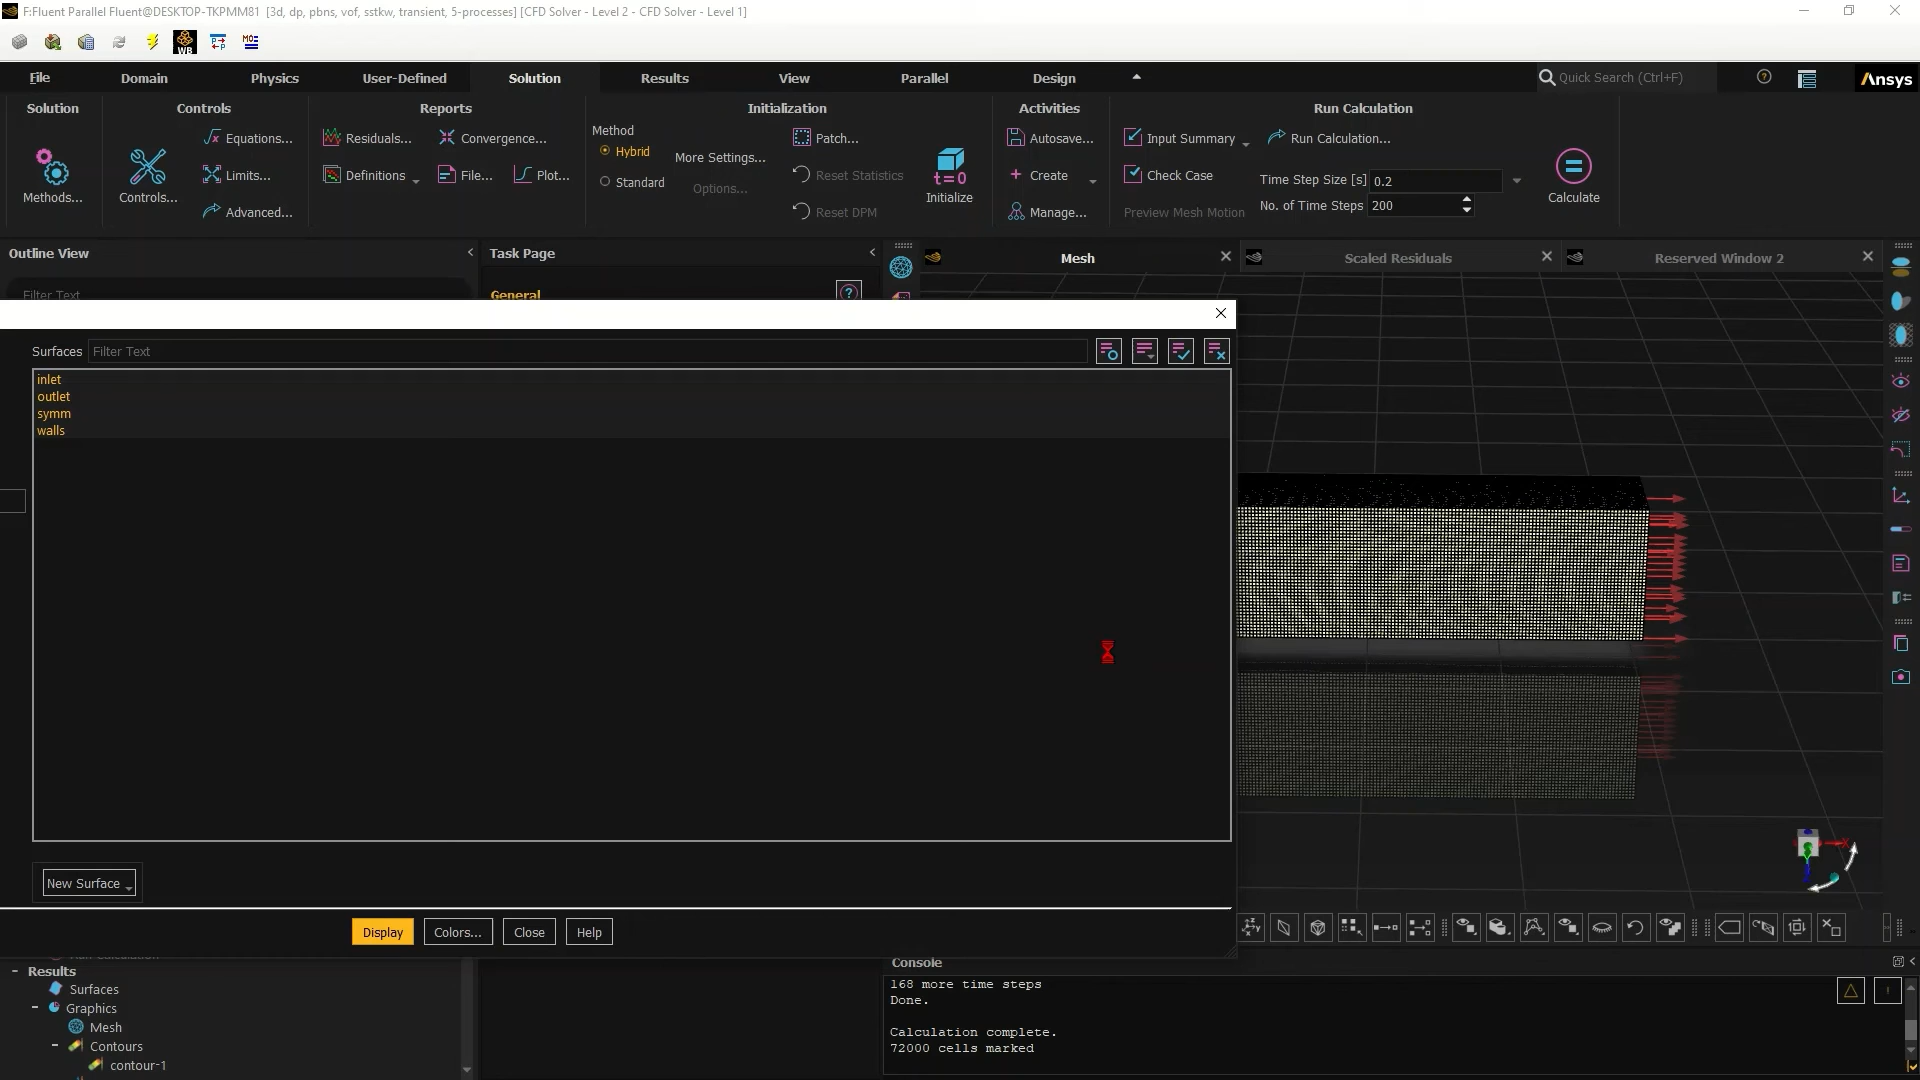 F:Fluent Parallel Fluent@DESKTOP-TKPMM81 [3d, dp, pbns, vof, sstkw, transient, 5-processes] [CFD Solver - Level 2 - CFD Solver - Level 1]
WB
File Domain Physics User-Defined Solution Results View Parallel Design Quick Search (Ctrl+F) Ansys
Solution Controls Reports Initialization Activities Run Calculation
Methods...
Controls...
Equations...
Limits...
Advanced...
Residuals... Convergence...
Definitions File... Plot...
Method
Hybrid
Standard
More Settings...
Options...
Patch...
Reset Statistics
Reset DPM
t=0
Initialize
Autosave...
Create
Manage...
Input Summary Run Calculation...
Check Case
Preview Mesh Motion
Time Step Size [s] 0.2
No. of Time Steps 200
Calculate
Outline View Task Page Mesh Scaled Residuals Reserved Window 2
Filter Text General
Surfaces Filter Text
inlet
outlet
symm
walls
New Surface
Display Colors... Close Help
Results
Surfaces
Graphics
Mesh
Contours
contour-1
Console
168 more time steps
Done.
Calculation complete.
72000 cells marked